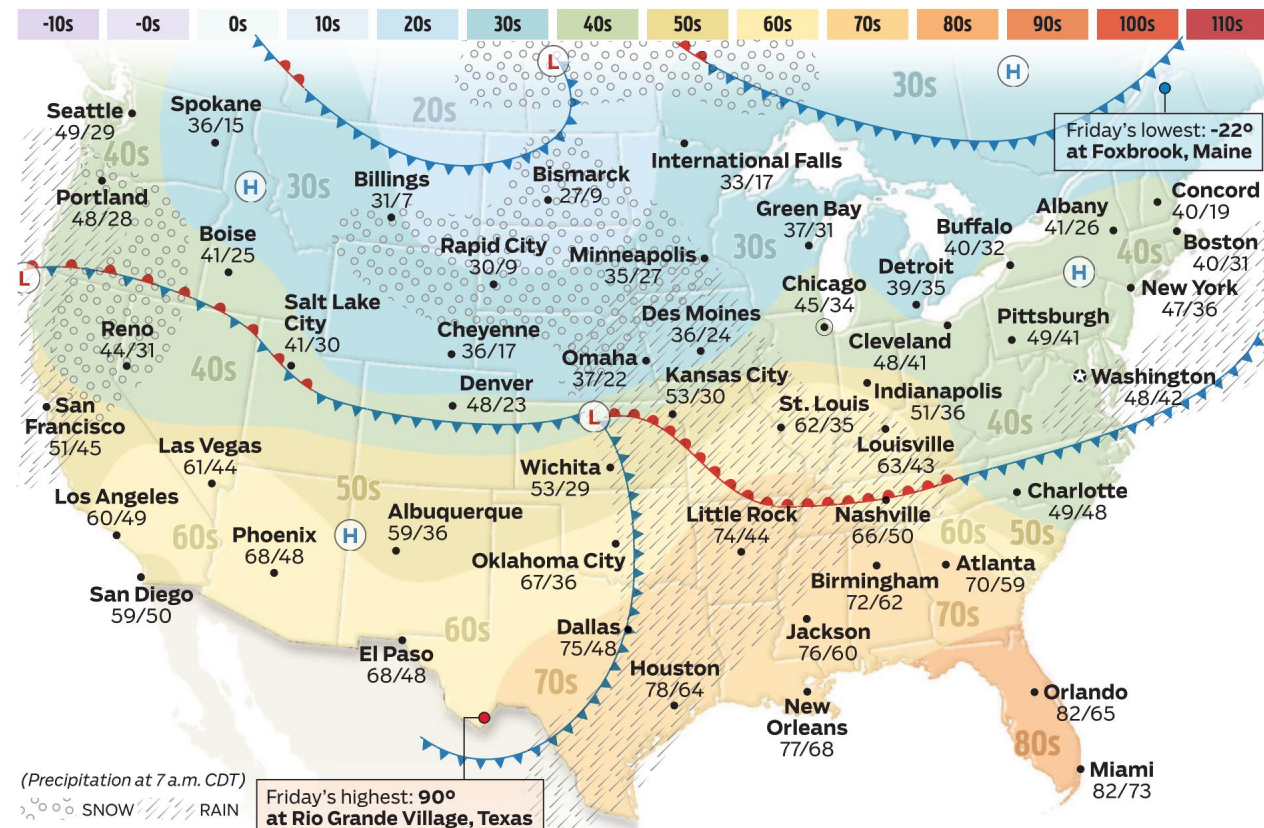 -10s -0s 0s 10s 20s 30s 40s 50s 60s 70s 80s 90s 100s 110s
L
L
H
30s
20s
Seattle
49/29
40s
Spokane
36/15
Friday's lowest: -22°
at Foxbrook, Maine
International Falls
33/17
H
30s
Portland
48/28
Billings
31/7
Bismarck
27/9
Concord
40/19
Albany
41/26
Green Bay
37/31
Buffalo
40/32
40s
Boston
40/31
Boise
41/25
Rapid City
30/9
Minneapolis
35/27
30s
Detroit
39/35
H
New York
47/36
Chicago
45/34
Salt Lake
City
41/30
Reno
44/31
Cheyenne
36/17
Des Moines
36/24
Pittsburgh
49/41
Cleveland
48/41
Omaha
37/22
40s
Kansas City
53/30
Washington
48/42
Denver
48/23
Indianapolis
51/36
San
Francisco
51/45
L
St. Louis
62/35
40s
Las Vegas
61/44
Louisville
63/43
Wichita
53/29
50s
Los Angeles
60/49
Charlotte
49/48
Albuquerque
59/36
Little Rock
74/44
Nashville
66/50
60s
50s
60s
Phoenix
68/48
H
Oklahoma City
67/36
Atlanta
70/59
Birmingham
72/62
San Diego
59/50
70s
60s
Dallas
75/48
Jackson
76/60
El Paso
68/48
Houston
78/64
70s
Orlando
82/65
New
Orleans
77/68
80s
Miami
82/73
(Precipitation at 7 a.m. CDT)
SNOW RAIN
Friday's highest: 90°
at Rio Grande Village, Texas